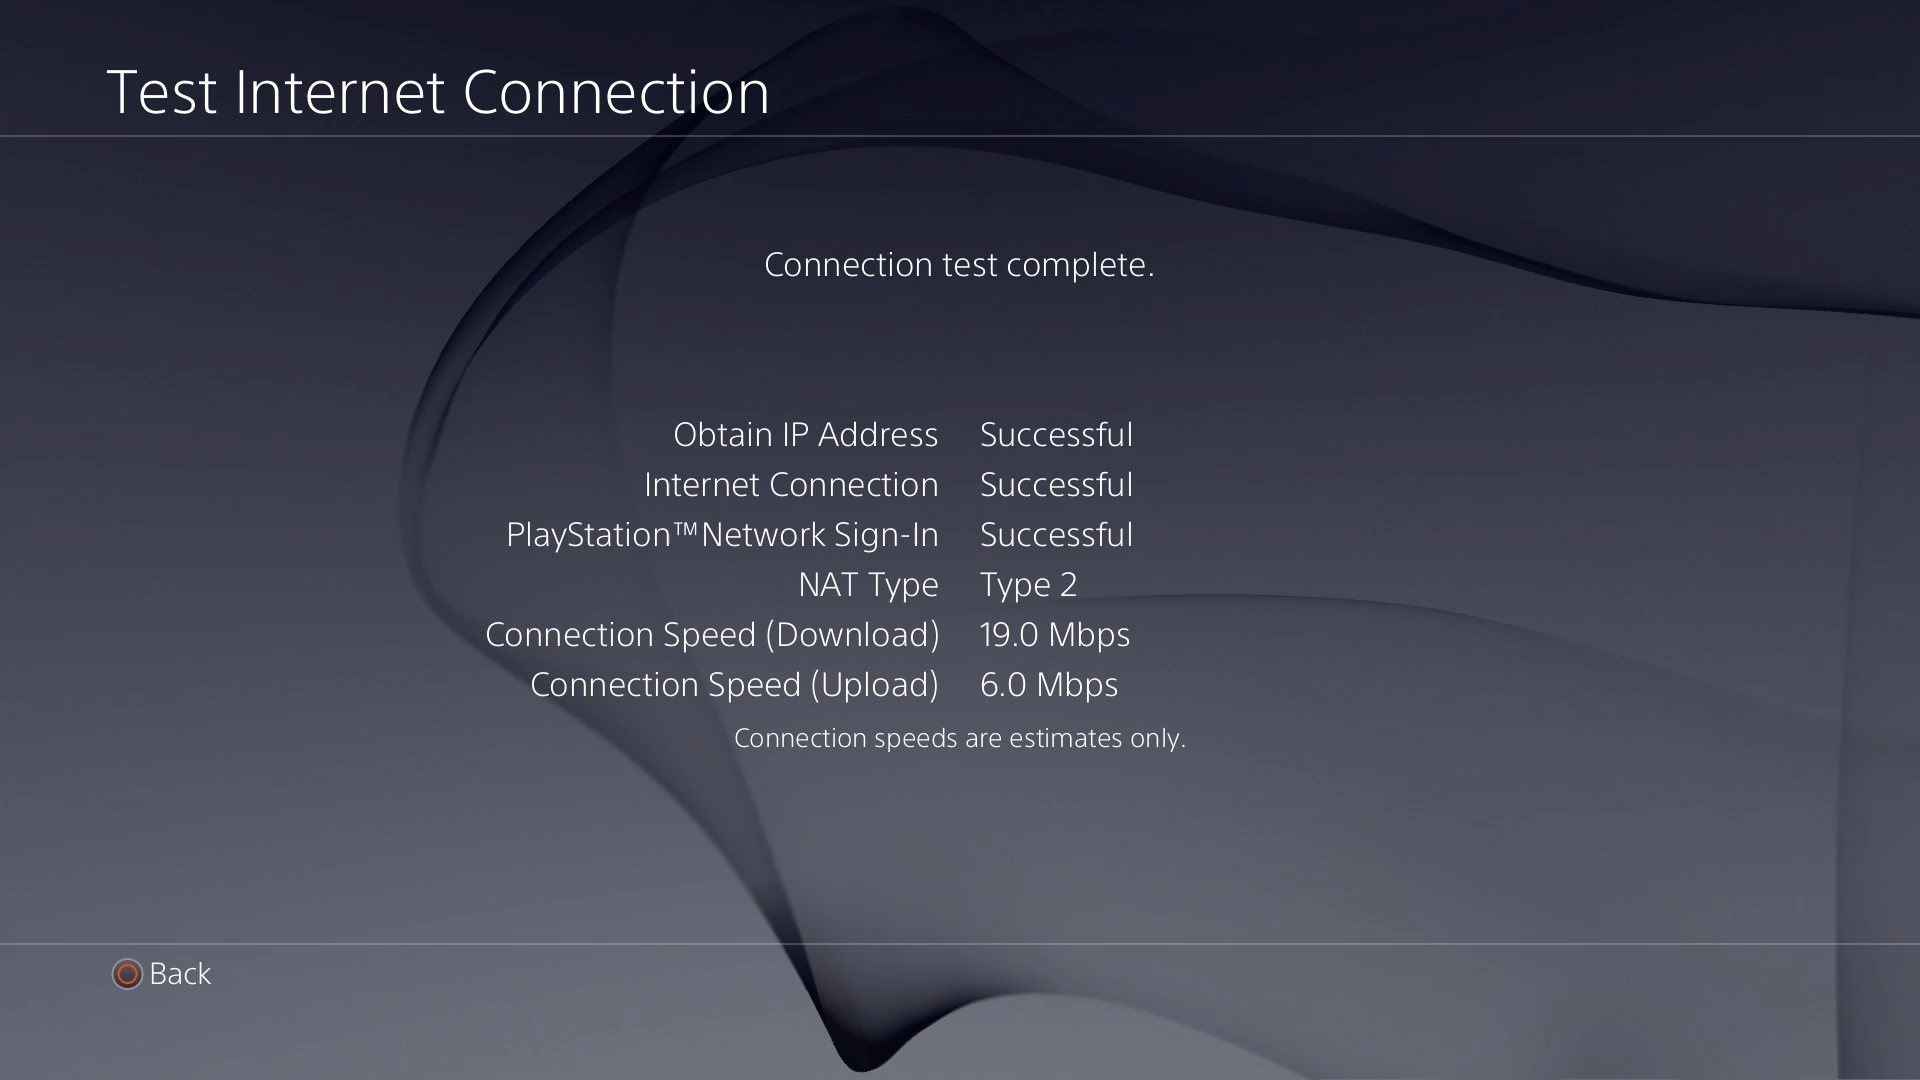 Test Internet Connection
Connection test complete.
Obtain IP Address Successful
Internet Connection Successful
PlayStation™Network Sign-In Successful
NAT Type Type 2
Connection Speed (Download) 19.0 Mbps
Connection Speed (Upload) 6.0 Mbps
Connection speeds are estimates only.
Back